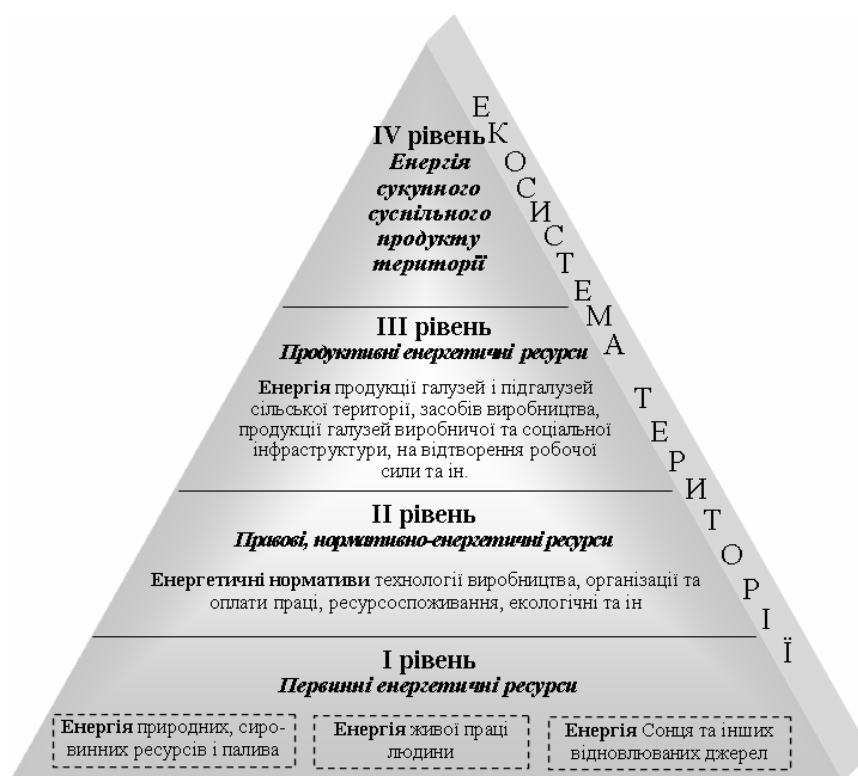 ЕКОСИСТЕМА ТЕРИТОРІЇ
IV рівень
Енергія
сукупного
суспільного
продукту
території
III рівень
Продуктивні енергетичні ресурси
Енергія продукції галузей і підгалузей
сільської території, засобів виробництва,
продукції галузей виробничої та соціальної
інфраструктури, на відтворення робочої
сили та ін.
II рівень
Правові, нормативно-енергетичні ресурси
Енергетичні нормативи технології виробництва, організації та
оплати праці, ресурсоспоживання, екологічні та ін
I рівень
Первинні енергетичні ресурси
Енергія природних, сиро-
винних ресурсів і палива
Енергія живої праці
людини
Енергія Сонця та інших
відновлюваних джерел